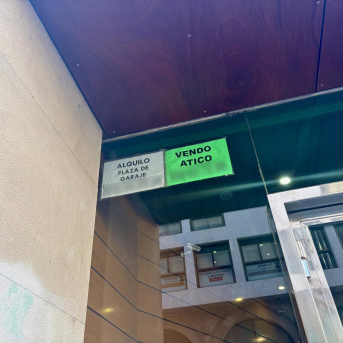 ALQUILO
PLAZA DE
GARAJE
VENDO
ATICO